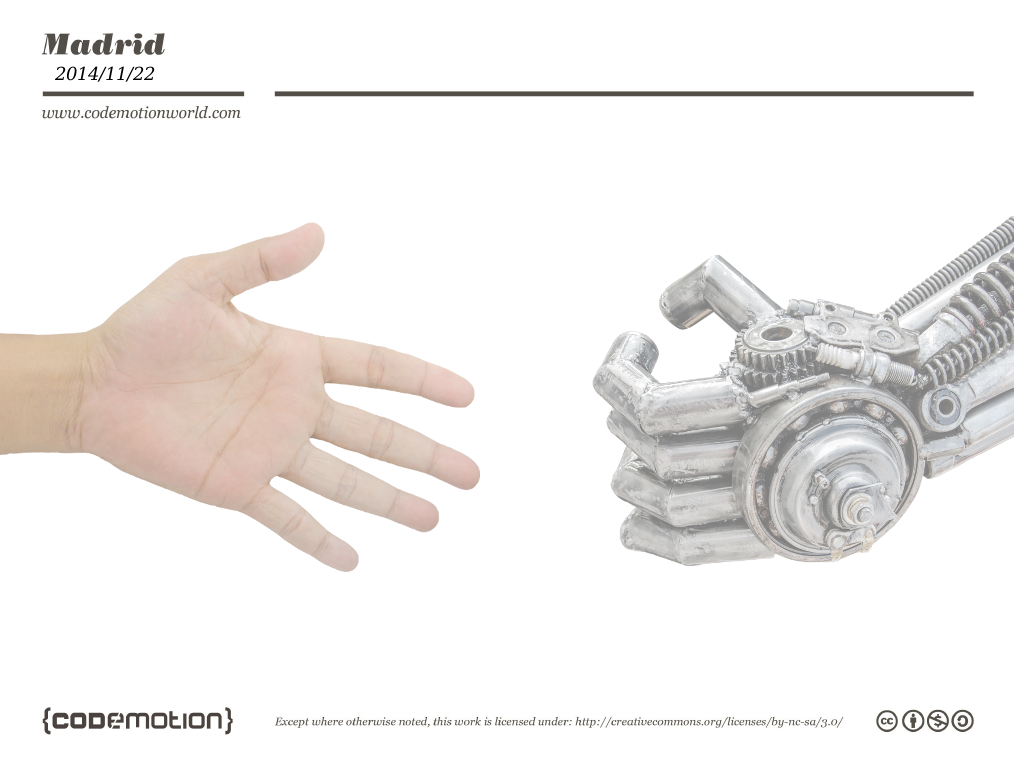 Madrid
2014/11/22
www.codemotionworld.com
{CODEMOTION}
Except where otherwise noted, this work is licensed under: http://creativecommons.org/licenses/by-nc-sa/3.0/
cc